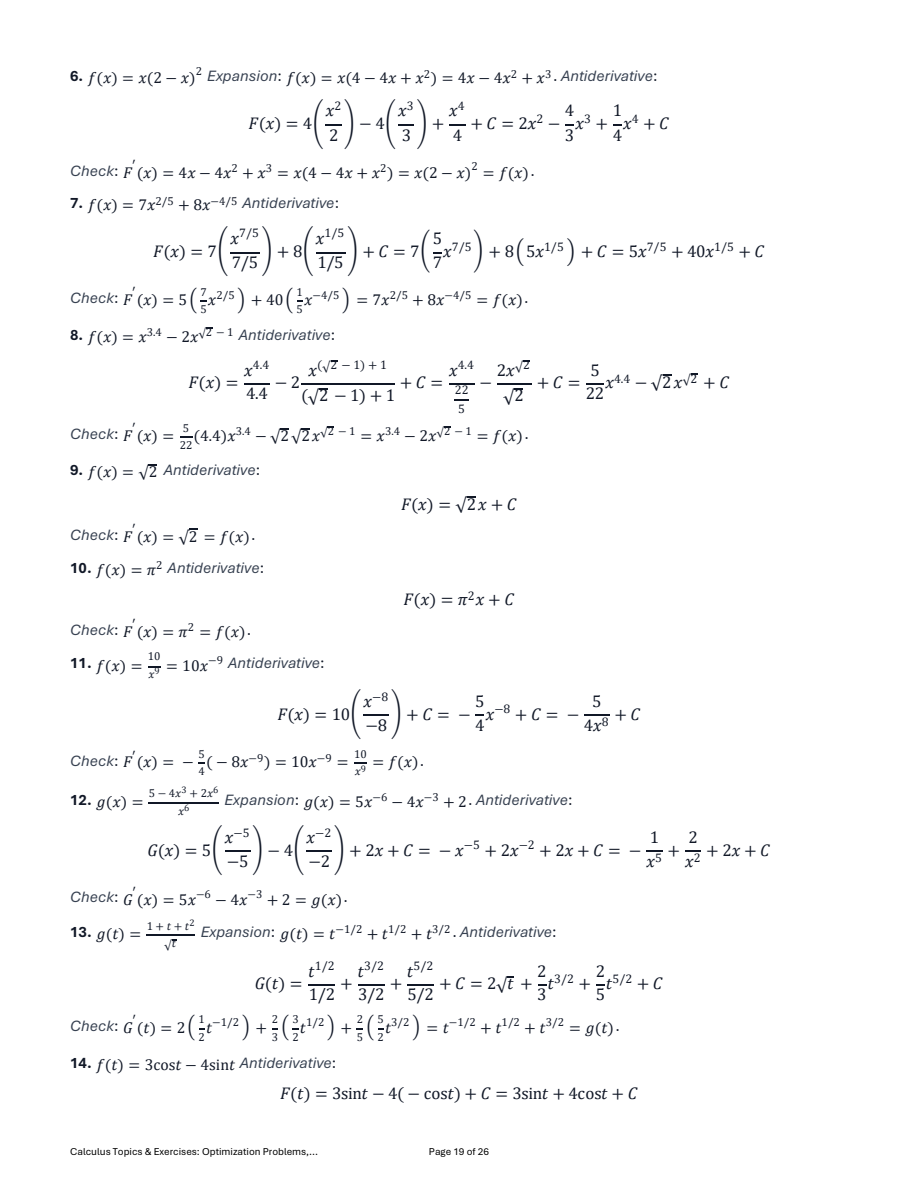 6. f(x) = x(2 − x)² Expansion: f(x) = x(4 − 4x + x²) = 4x − 4x² + x³. Antiderivative:
F(x) = 4(x²/2) − 4(x³/3) + x⁴/4 + C = 2x² − 4/3 x³ + 1/4 x⁴ + C
Check: F′(x) = 4x − 4x² + x³ = x(4 − 4x + x²) = x(2 − x)² = f(x).
7. f(x) = 7x^{2/5} + 8x^{−4/5} Antiderivative:
F(x) = 7(x^{7/5}/(7/5)) + 8(x^{1/5}/(1/5)) + C = 7(5/7 x^{7/5}) + 8(5x^{1/5}) + C = 5x^{7/5} + 40x^{1/5} + C
Check: F′(x) = 5(7/5 x^{2/5}) + 40(1/5 x^{−4/5}) = 7x^{2/5} + 8x^{−4/5} = f(x).
8. f(x) = x^{3.4} − 2x^{√2 − 1} Antiderivative:
F(x) = x^{4.4}/4.4 − 2 x^{(√2 − 1) + 1}/((√2 − 1) + 1) + C = x^{4.4}/(22/5) − 2x^{√2}/√2 + C = 5/22 x^{4.4} − √2 x^{√2} + C
Check: F′(x) = 5/22 (4.4)x^{3.4} − √2 √2 x^{√2 − 1} = x^{3.4} − 2x^{√2 − 1} = f(x).
9. f(x) = √2 Antiderivative:
F(x) = √2 x + C
Check: F′(x) = √2 = f(x).
10. f(x) = π² Antiderivative:
F(x) = π²x + C
Check: F′(x) = π² = f(x).
11. f(x) = 10/x⁹ = 10x⁻⁹ Antiderivative:
F(x) = 10(x⁻⁸/−8) + C = − 5/4 x⁻⁸ + C = − 5/(4x⁸) + C
Check: F′(x) = − 5/4 ( − 8x⁻⁹) = 10x⁻⁹ = 10/x⁹ = f(x).
12. g(x) = (5 − 4x³ + 2x⁶)/x⁶ Expansion: g(x) = 5x⁻⁶ − 4x⁻³ + 2. Antiderivative:
G(x) = 5(x⁻⁵/−5) − 4(x⁻²/−2) + 2x + C = − x⁻⁵ + 2x⁻² + 2x + C = − 1/x⁵ + 2/x² + 2x + C
Check: G′(x) = 5x⁻⁶ − 4x⁻³ + 2 = g(x).
13. g(t) = (1 + t + t²)/√t Expansion: g(t) = t^{−1/2} + t^{1/2} + t^{3/2}. Antiderivative:
G(t) = t^{1/2}/(1/2) + t^{3/2}/(3/2) + t^{5/2}/(5/2) + C = 2√t + 2/3 t^{3/2} + 2/5 t^{5/2} + C
Check: G′(t) = 2(1/2 t^{−1/2}) + 2/3 (3/2 t^{1/2}) + 2/5 (5/2 t^{3/2}) = t^{−1/2} + t^{1/2} + t^{3/2} = g(t).
14. f(t) = 3cost − 4sint Antiderivative:
F(t) = 3sint − 4( − cost) + C = 3sint + 4cost + C
Calculus Topics & Exercises: Optimization Problems,... Page 19 of 26